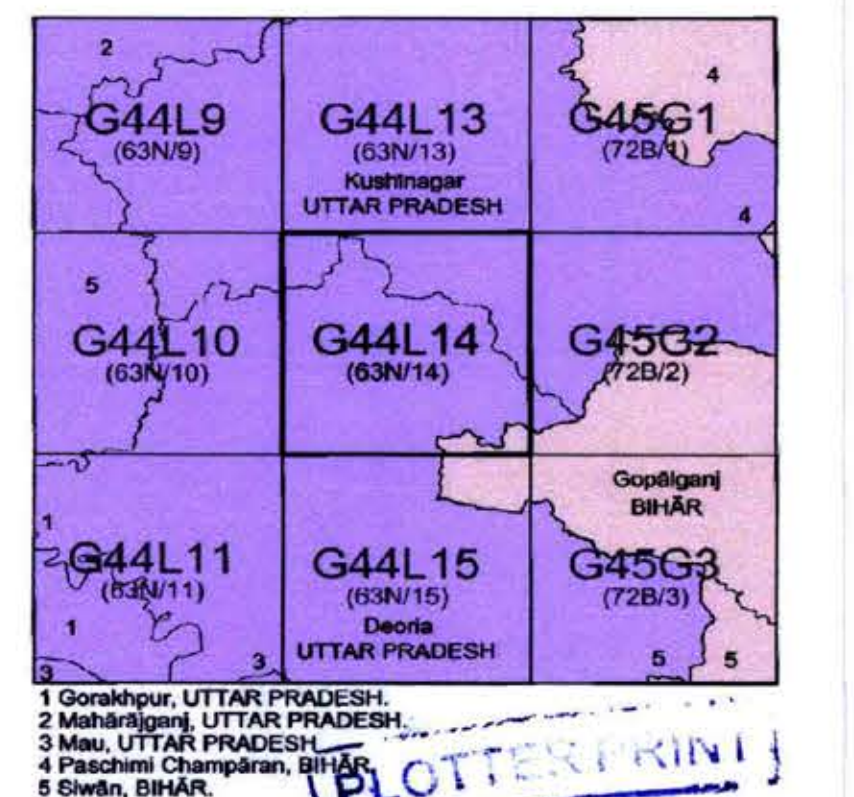 2
4
G44L9
(63N/9)
G44L13
(63N/13)
Kushinagar
UTTAR PRADESH
G45G1
(72B/1)
4
5
G44L10
(63N/10)
G44L14
(63N/14)
G45G2
(72B/2)
Gopālganj
BIHĀR
1
G44L11
(63N/11)
G44L15
(63N/15)
Deoria
UTTAR PRADESH
G45G3
(72B/3)
1
3
3
5
5
1 Gorakhpur, UTTAR PRADESH.
2 Mahārājganj, UTTAR PRADESH.
3 Mau, UTTAR PRADESH
4 Paschimi Champāran, BIHĀR.
5 Siwān, BIHĀR.
PLOTTER PRINT